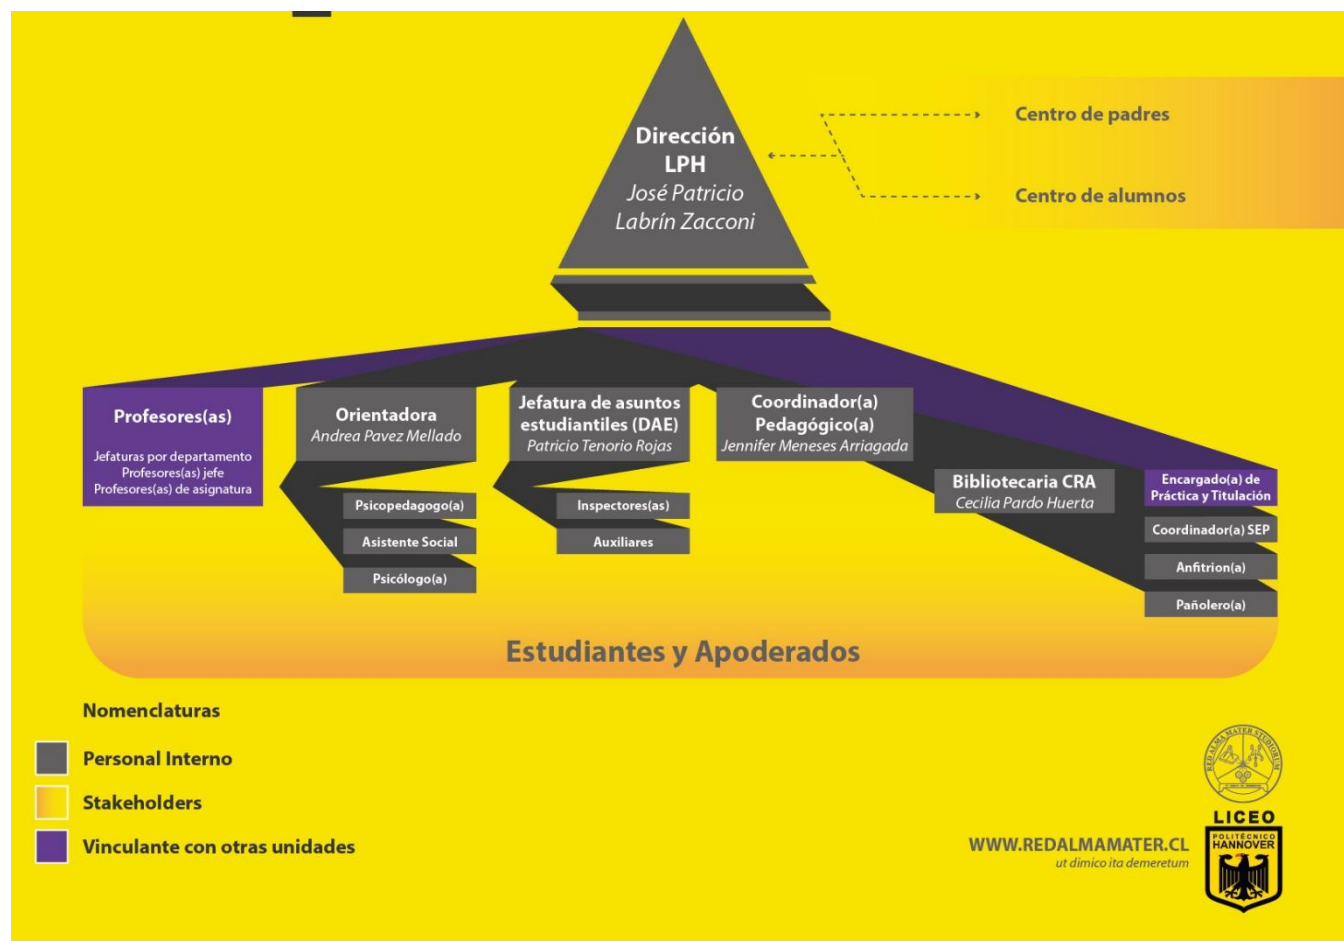 Dirección
LPH
José Patricio
Labrín Zacconi
Centro de padres
Centro de alumnos
Profesores(as)
Jefaturas por departamento
Profesores(as) jefe
Profesores(as) de asignatura
Orientadora
Andrea Pavez Mellado
Psicopedagogo(a)
Asistente Social
Psicólogo(a)
Jefatura de asuntos
estudiantiles (DAE)
Patricio Tenorio Rojas
Inspectores(as)
Auxiliares
Coordinador(a)
Pedagógico(a)
Jennifer Meneses Arriagada
Bibliotecaria CRA
Cecilia Pardo Huerta
Encargado(a) de
Práctica y Titulación
Coordinador(a) SEP
Anfitrion(a)
Pañolero(a)
Estudiantes y Apoderados
Nomenclaturas
Personal Interno
Stakeholders
Vinculante con otras unidades
WWW.REDALMAMATER.CL
ut dimico ita demeretum
RED ALMA MATER STUDIORUM
LICEO
POLITÉCNICO
HANNOVER